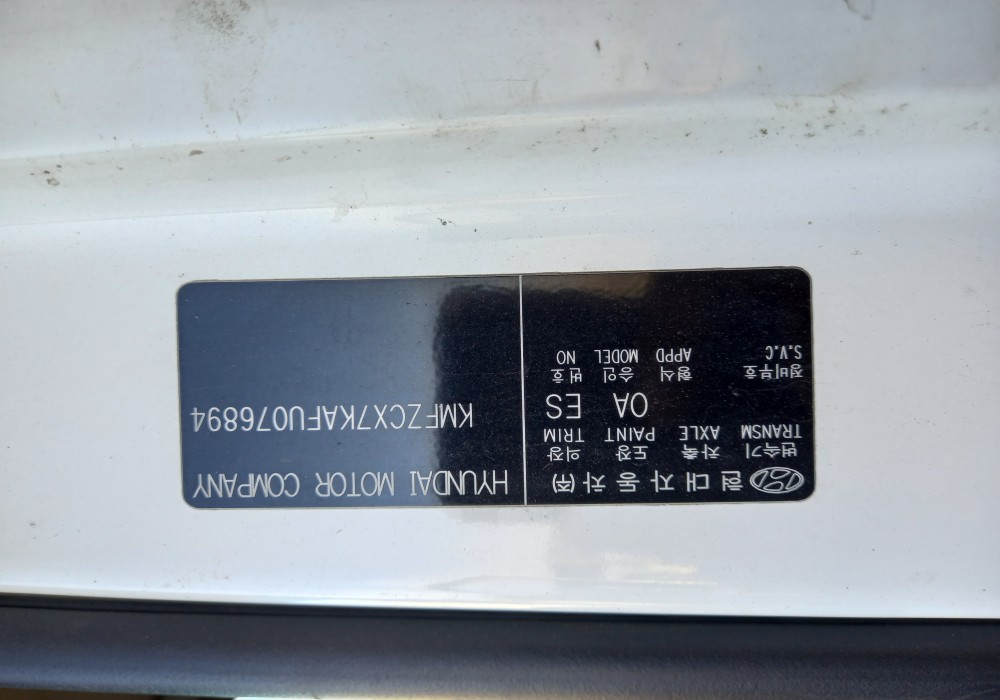 현대자동차(주)
변속기 차축 도장 의장
TRANSM AXLE PAINT TRIM
OA ES
정비부호 형식 승인 번호
S.V.C APPD MODEL NO
HYUNDAI MOTOR COMPANY
KMFZCX7KAFU076894